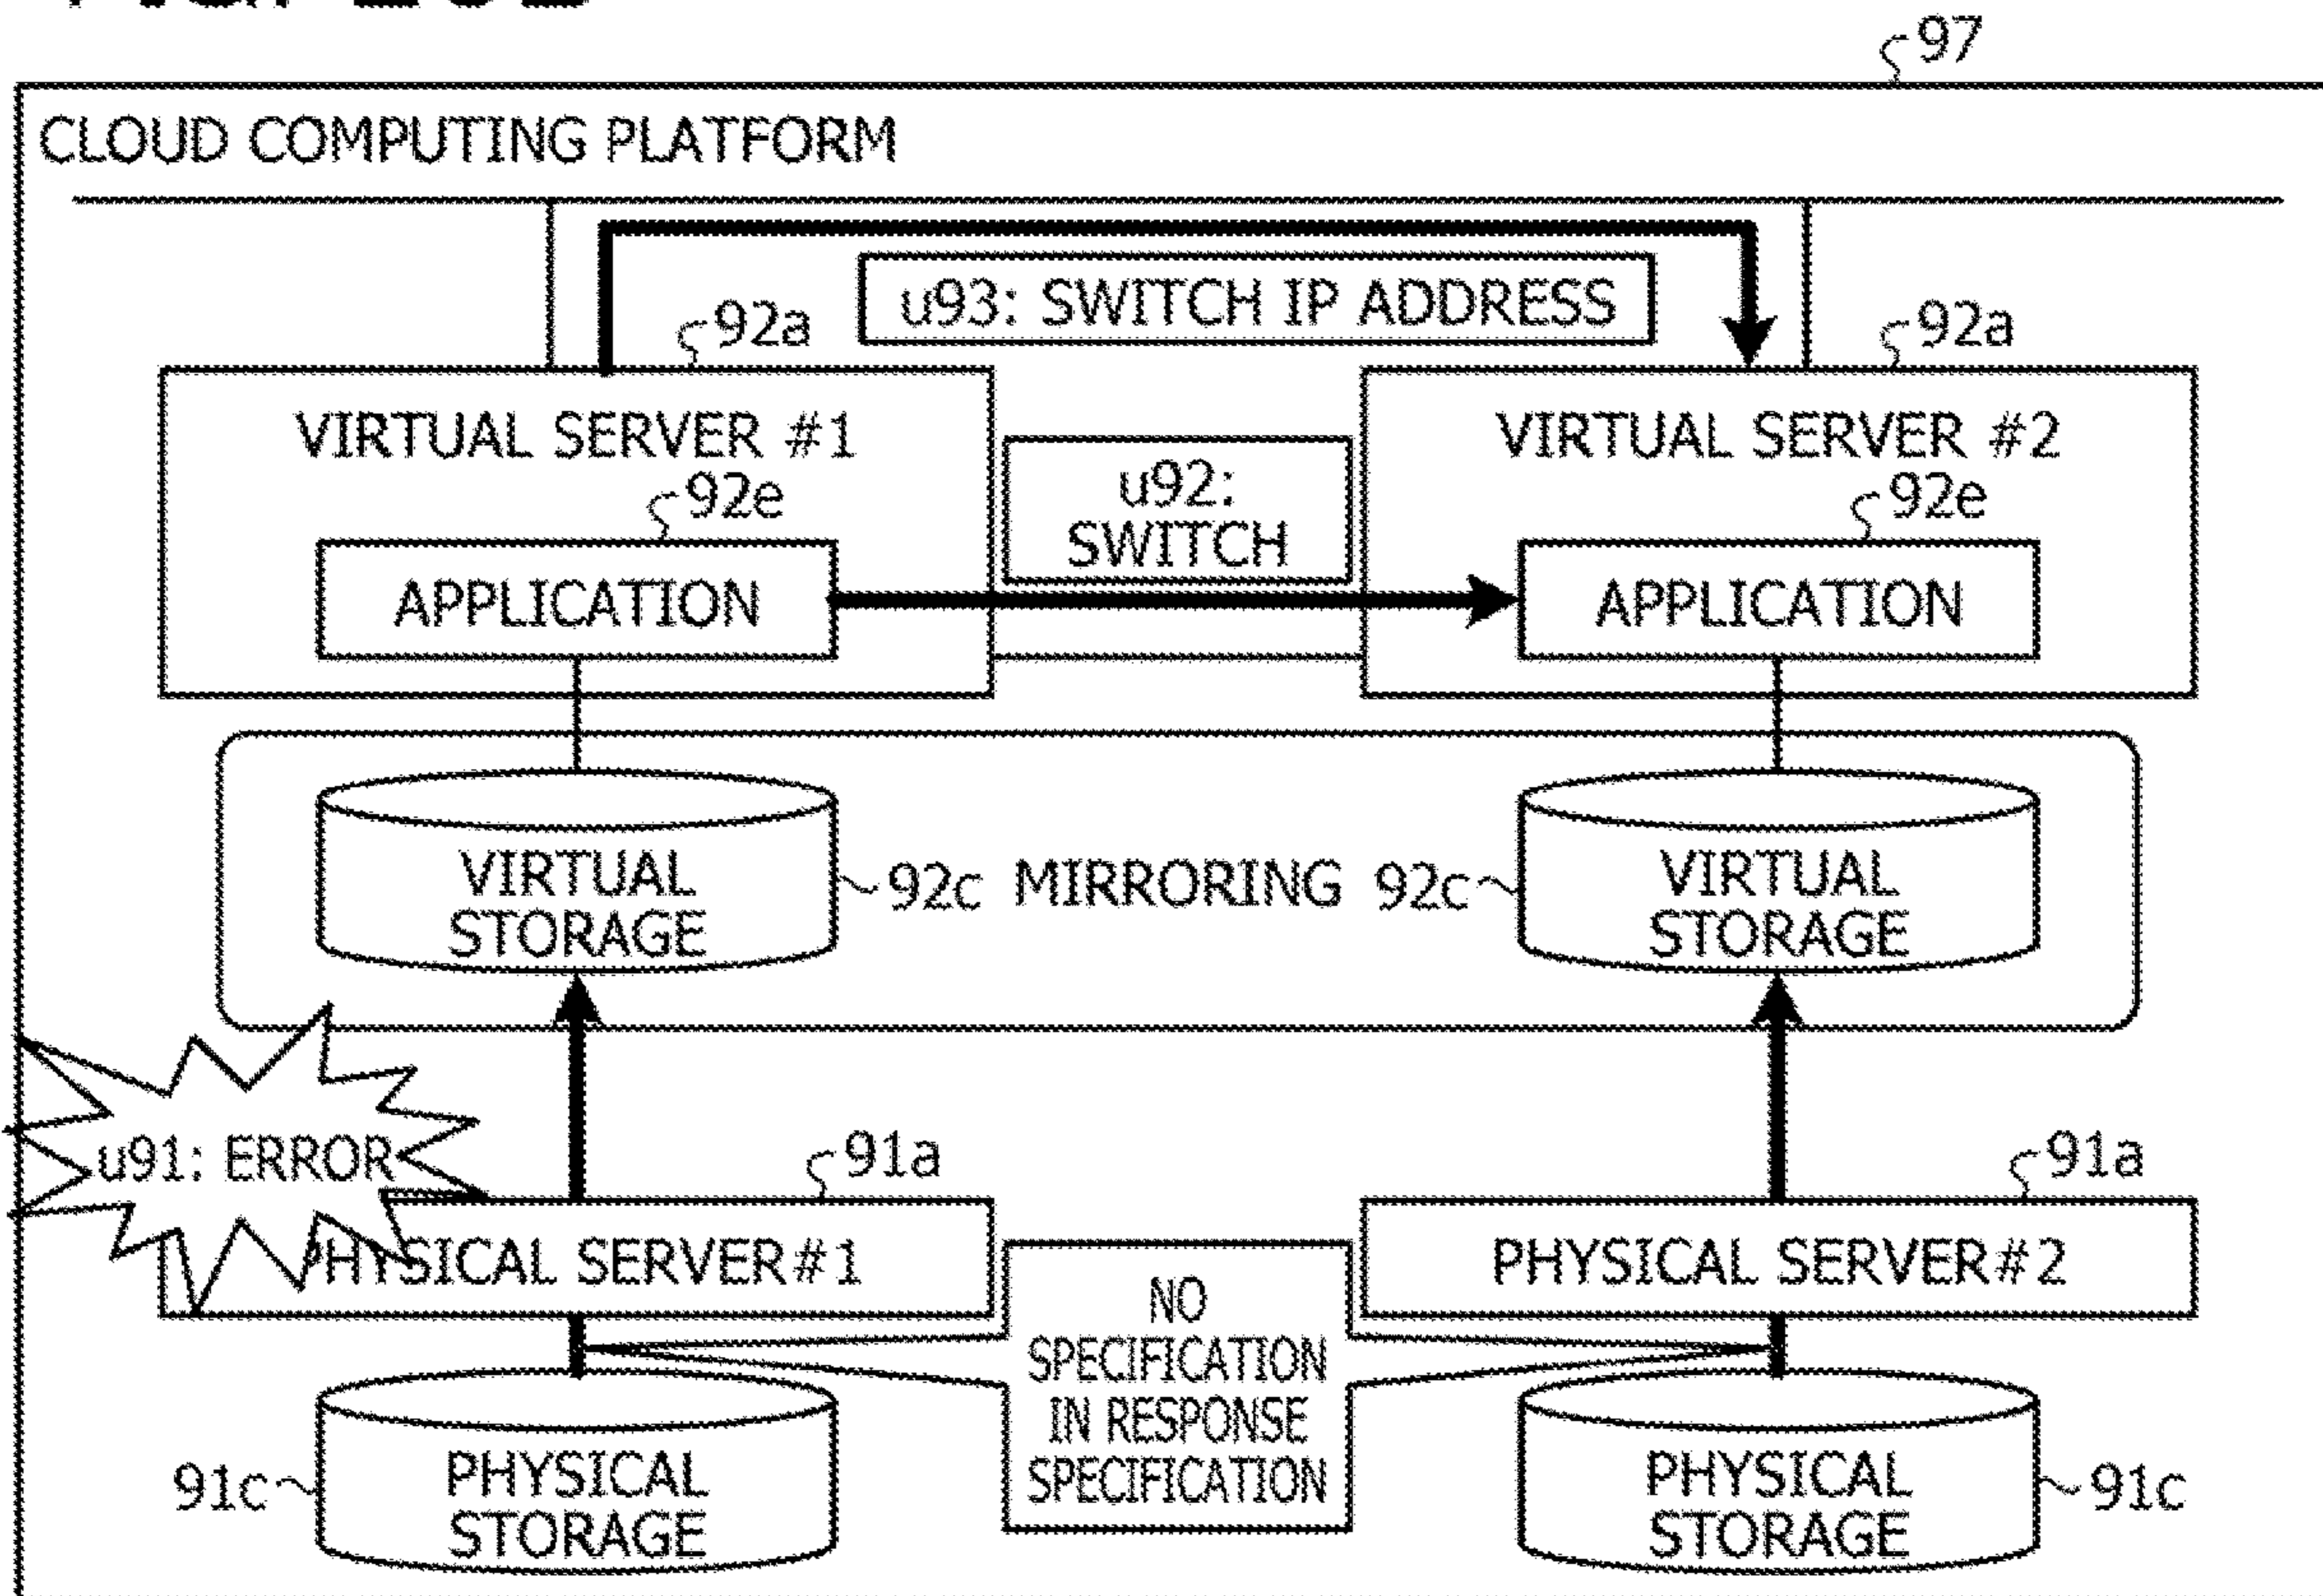 97
CLOUD COMPUTING PLATFORM
u93: SWITCH IP ADDRESS
92a
92a
VIRTUAL SERVER #1
VIRTUAL SERVER #2
u92:
SWITCH
92e
92e
APPLICATION
APPLICATION
VIRTUAL
STORAGE
92c
MIRRORING
92c
VIRTUAL
STORAGE
u91: ERROR
91a
91a
PHYSICAL SERVER#1
PHYSICAL SERVER#2
NO
SPECIFICATION
IN RESPONSE
SPECIFICATION
91c
PHYSICAL
STORAGE
PHYSICAL
STORAGE
91c